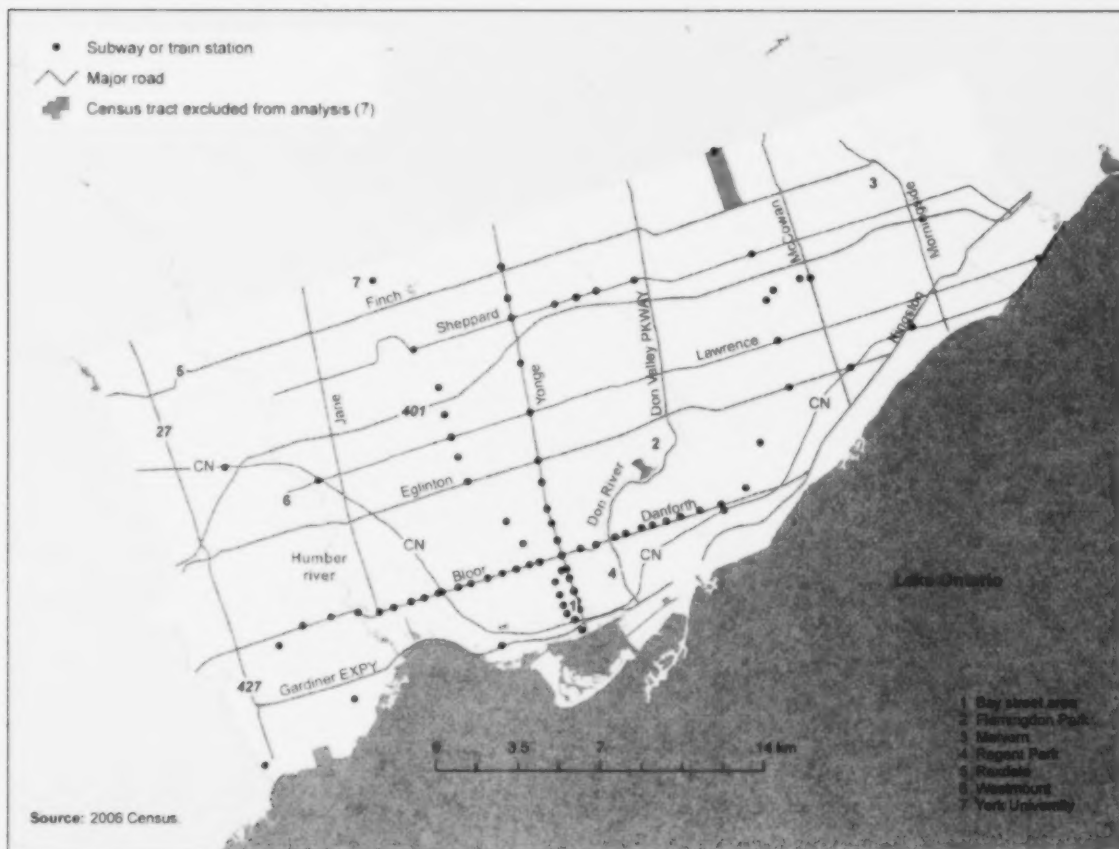 Subway or train station
Major road
Census tract excluded from analysis (7)
3
McCowan
Morningside
7
Finch
Sheppard
Don Valley PKWAY
Kingston
5
Lawrence
Yonge
Jane
401
27
CN
CN
2
6
Eglinton
Don River
Danforth
CN
CN
Humber
river
Bloor
4
Lake Ontario
1
427
Gardiner EXPY
0 3.5 7 14 km
1 Bay street area
2 Flemingdon Park
3 Malvern
4 Regent Park
5 Rexdale
6 Westmount
7 York University
Source: 2006 Census.